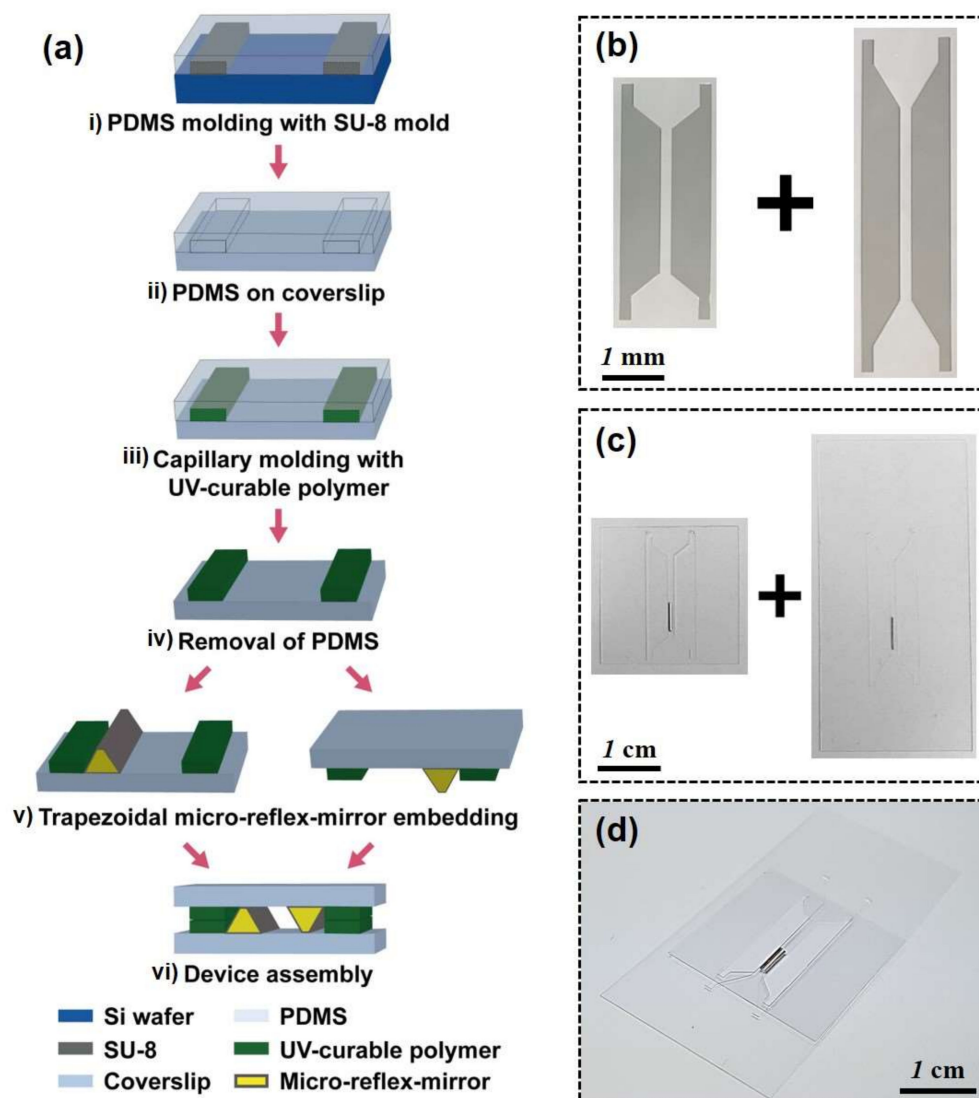 (a)
i) PDMS molding with SU-8 mold
ii) PDMS on coverslip
iii) Capillary molding with
UV-curable polymer
iv) Removal of PDMS
v) Trapezoidal micro-reflex-mirror embedding
vi) Device assembly
Si wafer
PDMS
SU-8
UV-curable polymer
Coverslip
Micro-reflex-mirror
(b)
+
1 mm
(c)
+
1 cm
(d)
1 cm